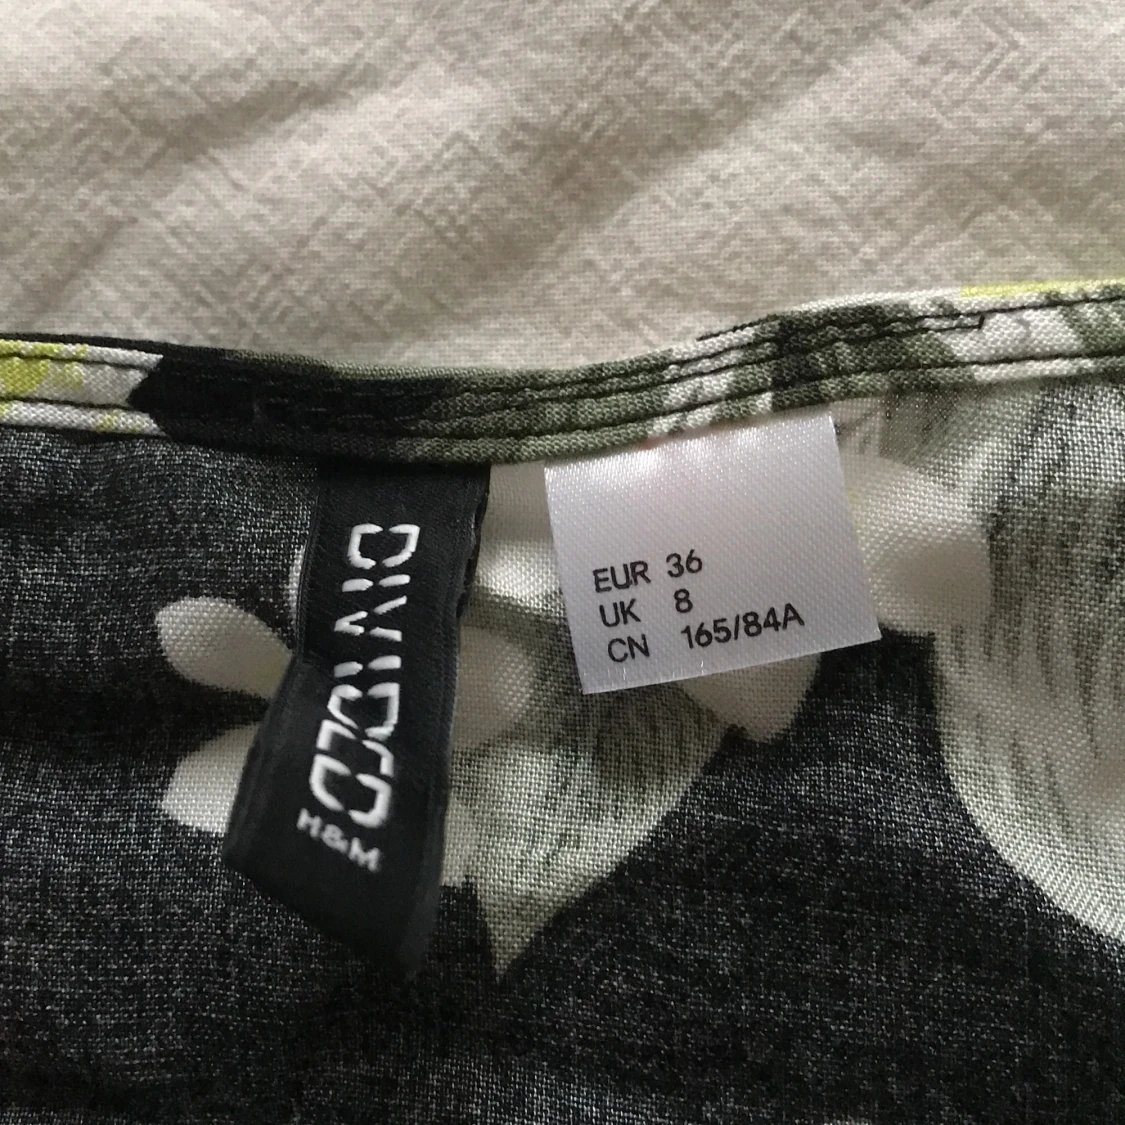 DIVIDED
H&M
EUR 36
UK 8
CN 165/84A